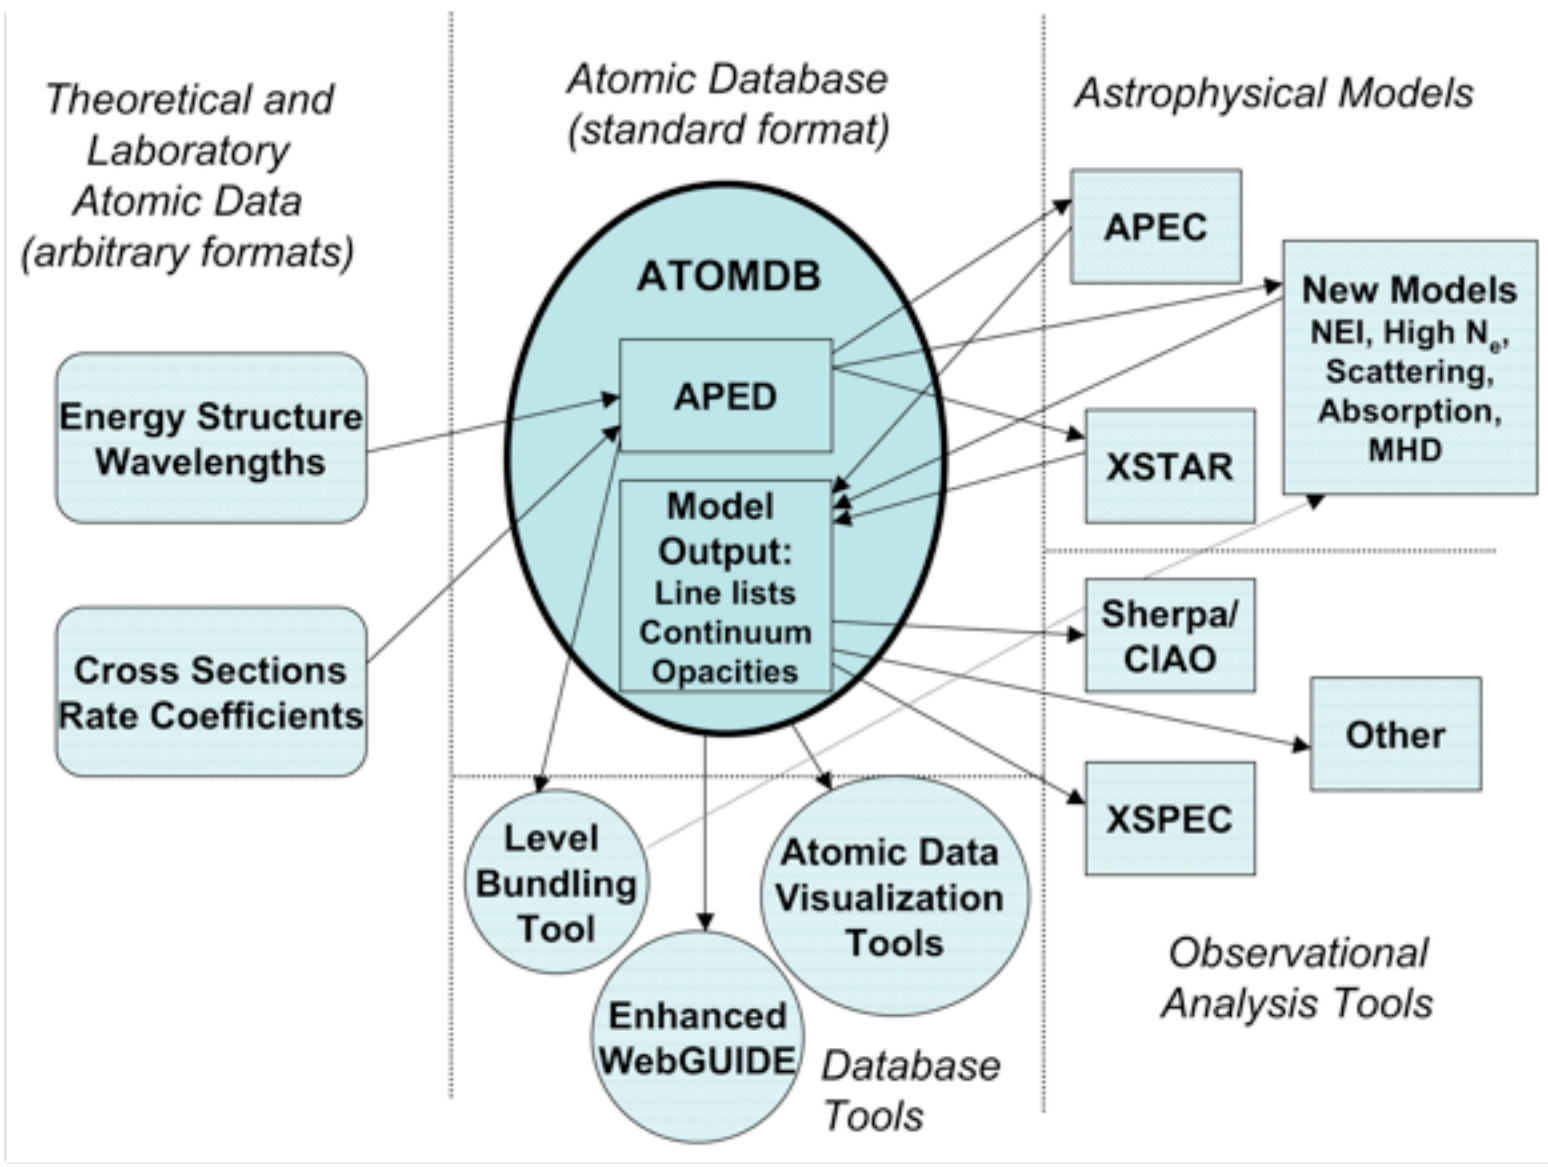 Theoretical and
Laboratory
Atomic Data
(arbitrary formats)
Energy Structure
Wavelengths
Cross Sections
Rate Coefficients
Atomic Database
(standard format)
ATOMDB
APED
Model
Output:
Line lists
Continuum
Opacities
Level
Bundling
Tool
Enhanced
WebGUIDE
Atomic Data
Visualization
Tools
Database
Tools
Astrophysical Models
APEC
New Models
NEI, High Ne,
Scattering,
Absorption,
MHD
XSTAR
Sherpa/
CIAO
Other
XSPEC
Observational
Analysis Tools